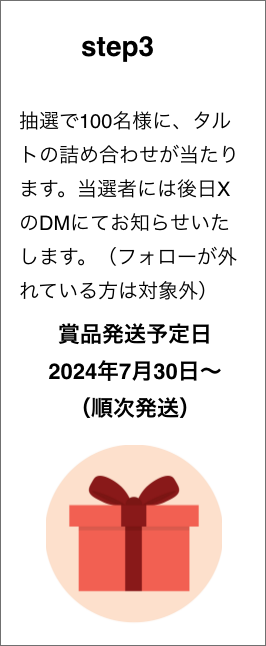 step3
抽選で100名様に、タル
トの詰め合わせが当たり
ます。当選者には後日X
のDMにてお知らせいた
します。（フォローが外
れている方は対象外）
賞品発送予定日
2024年7月30日〜
（順次発送）